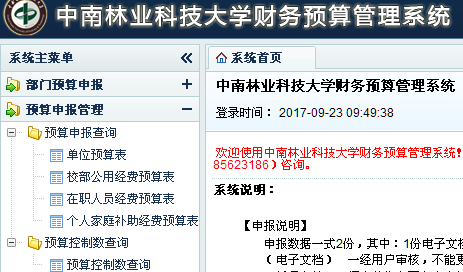 中南林业科技大学财务预算管理系统
系统主菜单
部门预算申报
预算申报管理
预算申报查询
单位预算表
校部公用经费预算表
在职人员经费预算表
个人家庭补助经费预算表
预算控制数查询
预算控制数查询
系统首页
中南林业科技大学财务预算管理系统
登录时间： 2017-09-23 09:49:38
欢迎使用中南林业科技大学财务预算管理系统！
85623186）咨询。
系统说明：
【申报说明】
申报数据一式2份，其中：1份电子文档
（电子文档） 一经用户审核，不能更